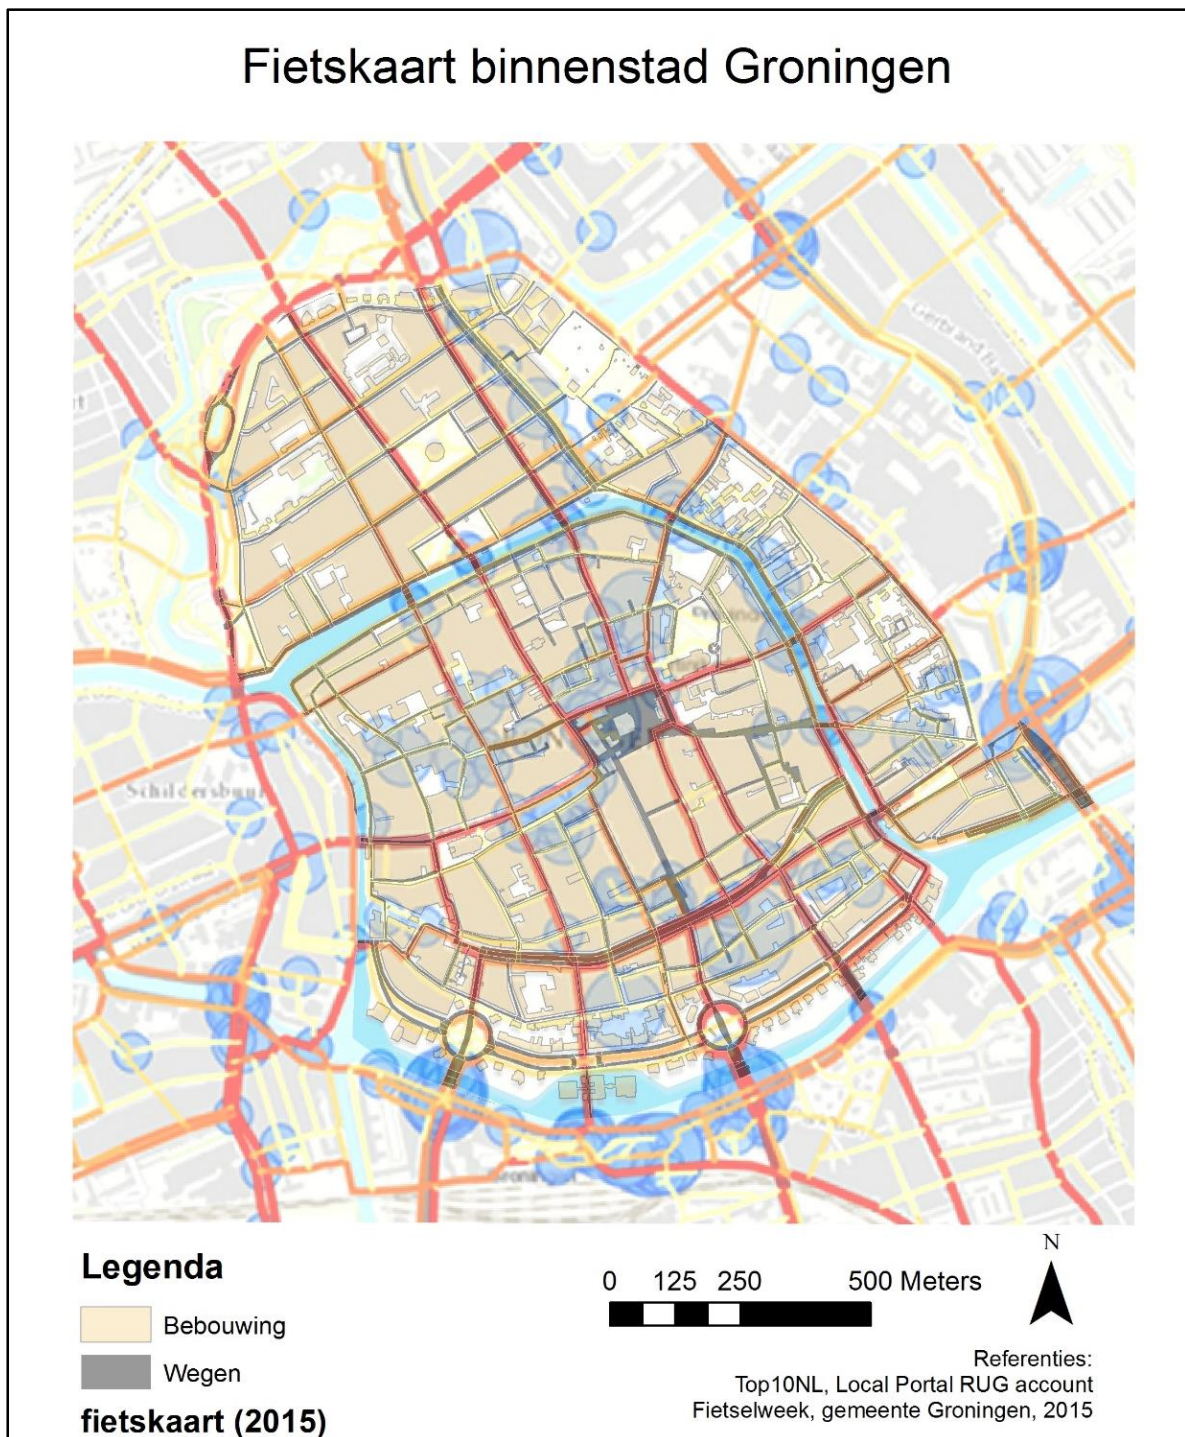 Fietskaart binnenstad Groningen
Schildersbuur
Legenda
Bebouwing
Wegen
fietskaart (2015)
0 125 250 500 Meters
N
Referenties:
Top10NL, Local Portal RUG account
Fietselweek, gemeente Groningen, 2015